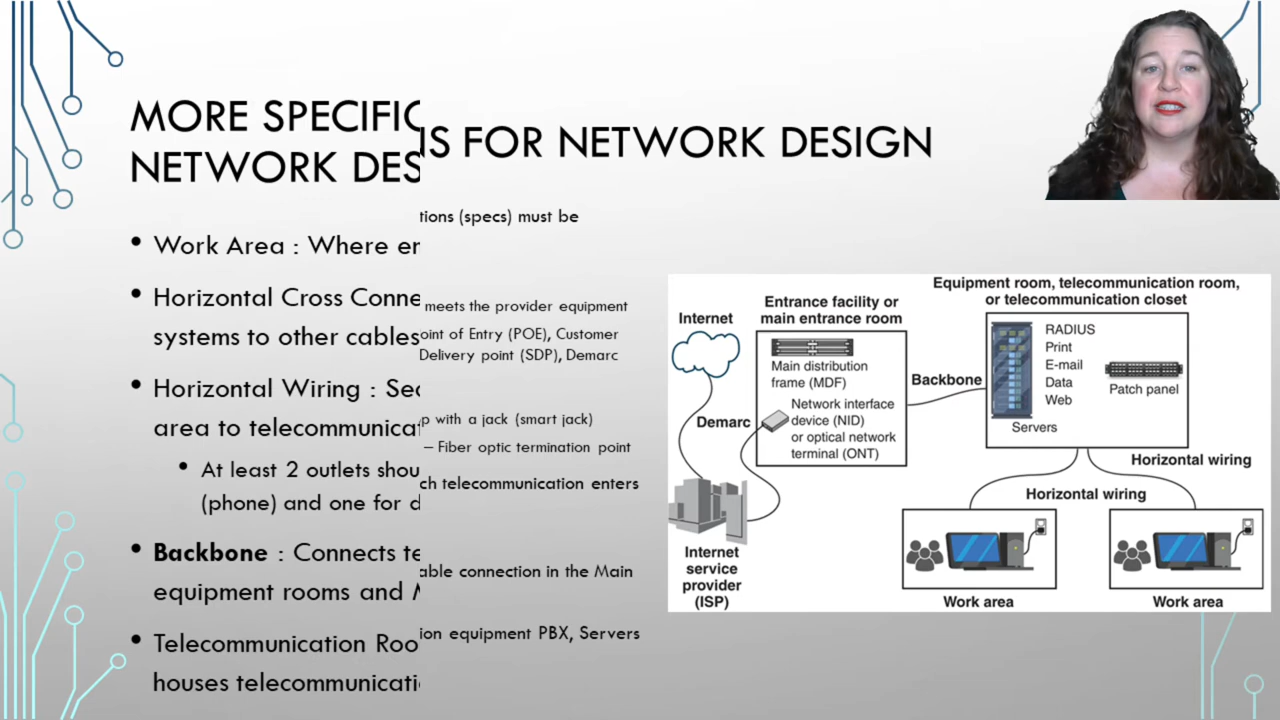 MORE SPECIFIC
NETWORK DES
IS FOR NETWORK DESIGN
Work Area : Where er
Horizontal Cross Conne
systems to other cables
Horizontal Wiring : Sec
area to telecommunicat
At least 2 outlets shou
(phone) and one for d
Backbone : Connects te
equipment rooms and M
Telecommunication Roo
houses telecommunicati
tions (specs) must be
meets the provider equipment
oint of Entry (POE), Customer
Delivery point (SDP), Demarc
p with a jack (smart jack)
– Fiber optic termination point
ch telecommunication enters
able connection in the Main
ion equipment PBX, Servers
Internet
Entrance facility or
main entrance room
Main distribution
frame (MDF)
Network interface
device (NID)
or optical network
terminal (ONT)
Demarc
Internet
service
provider
(ISP)
Backbone
Equipment room, telecommunication room,
or telecommunication closet
RADIUS
Print
E-mail
Data
Web
Servers
Patch panel
Horizontal wiring
Horizontal wiring
Work area
Work area